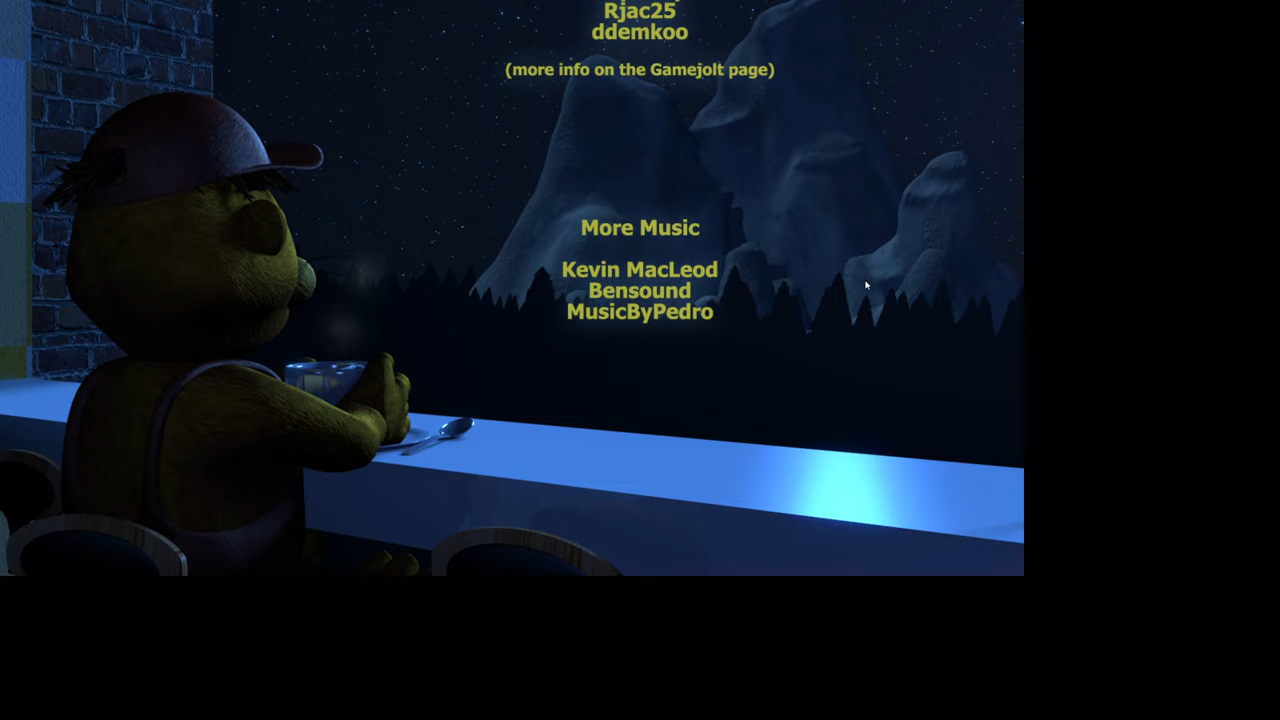 Rjac25
ddemkoo
(more info on the Gamejolt page)
More Music
Kevin MacLeod
Bensound
MusicByPedro